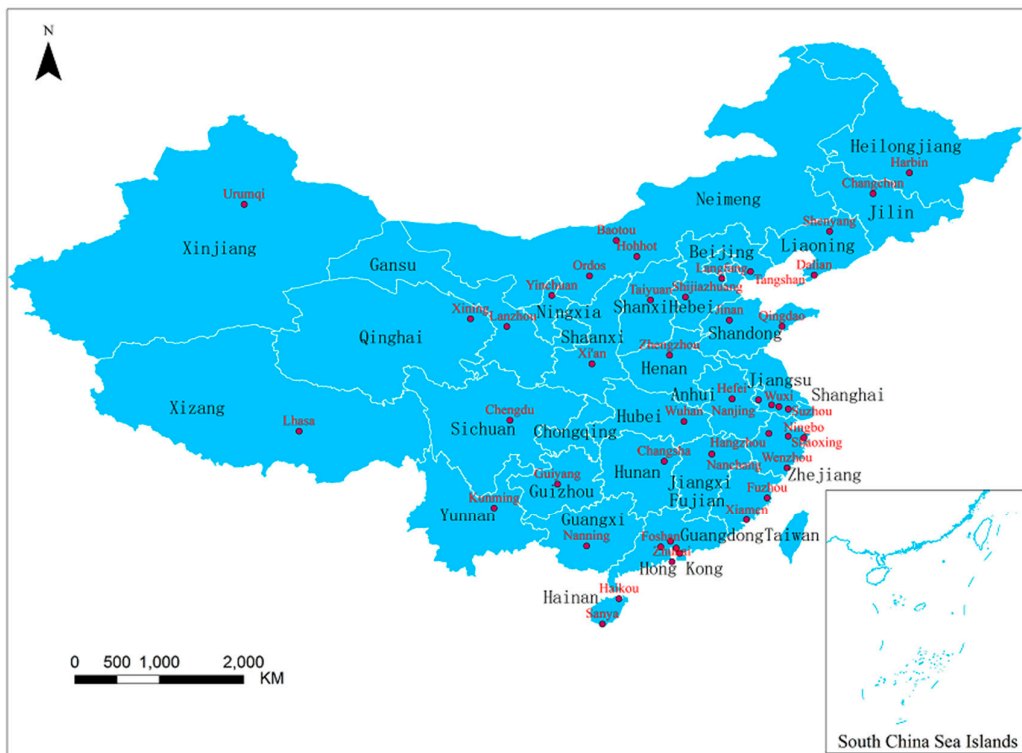 N
Heilongjiang
Harbin
Changchun
Jilin
Urumqi
Neimeng
Shenyang
Liaoning
Xinjiang
Baotou
Hohhot
Beijing
Gansu
Ordos
Langfang
Tangshan
Dalian
Yinchuan
Taiyuan
Shijiazhuang
Xining
Lanzhou
Ningxia
Shanxi
Hebei
Jinan
Qingdao
Qinghai
Shaanxi
Shandong
Xi'an
Zhengzhou
Henan
Xizang
Anhui
Hefei
Jiangsu
Wuxi
Shanghai
Lhasa
Chengdu
Sichuan
Chongqing
Hubei
Wuhan
Nanjing
Suzhou
Ningbo
Hangzhou
Shaoxing
Changsha
Nanchang
Wenzhou
Zhejiang
Hunan
Jiangxi
Guiyang
Guizhou
Fujian
Fuzhou
Kunming
Yunnan
Guangxi
Xiamen
Nanning
Foshan
Guangdong
Taiwan
Zhuhai
Hong Kong
Hainan
Haikou
Sanya
0 500 1,000 2,000
KM
South China Sea Islands